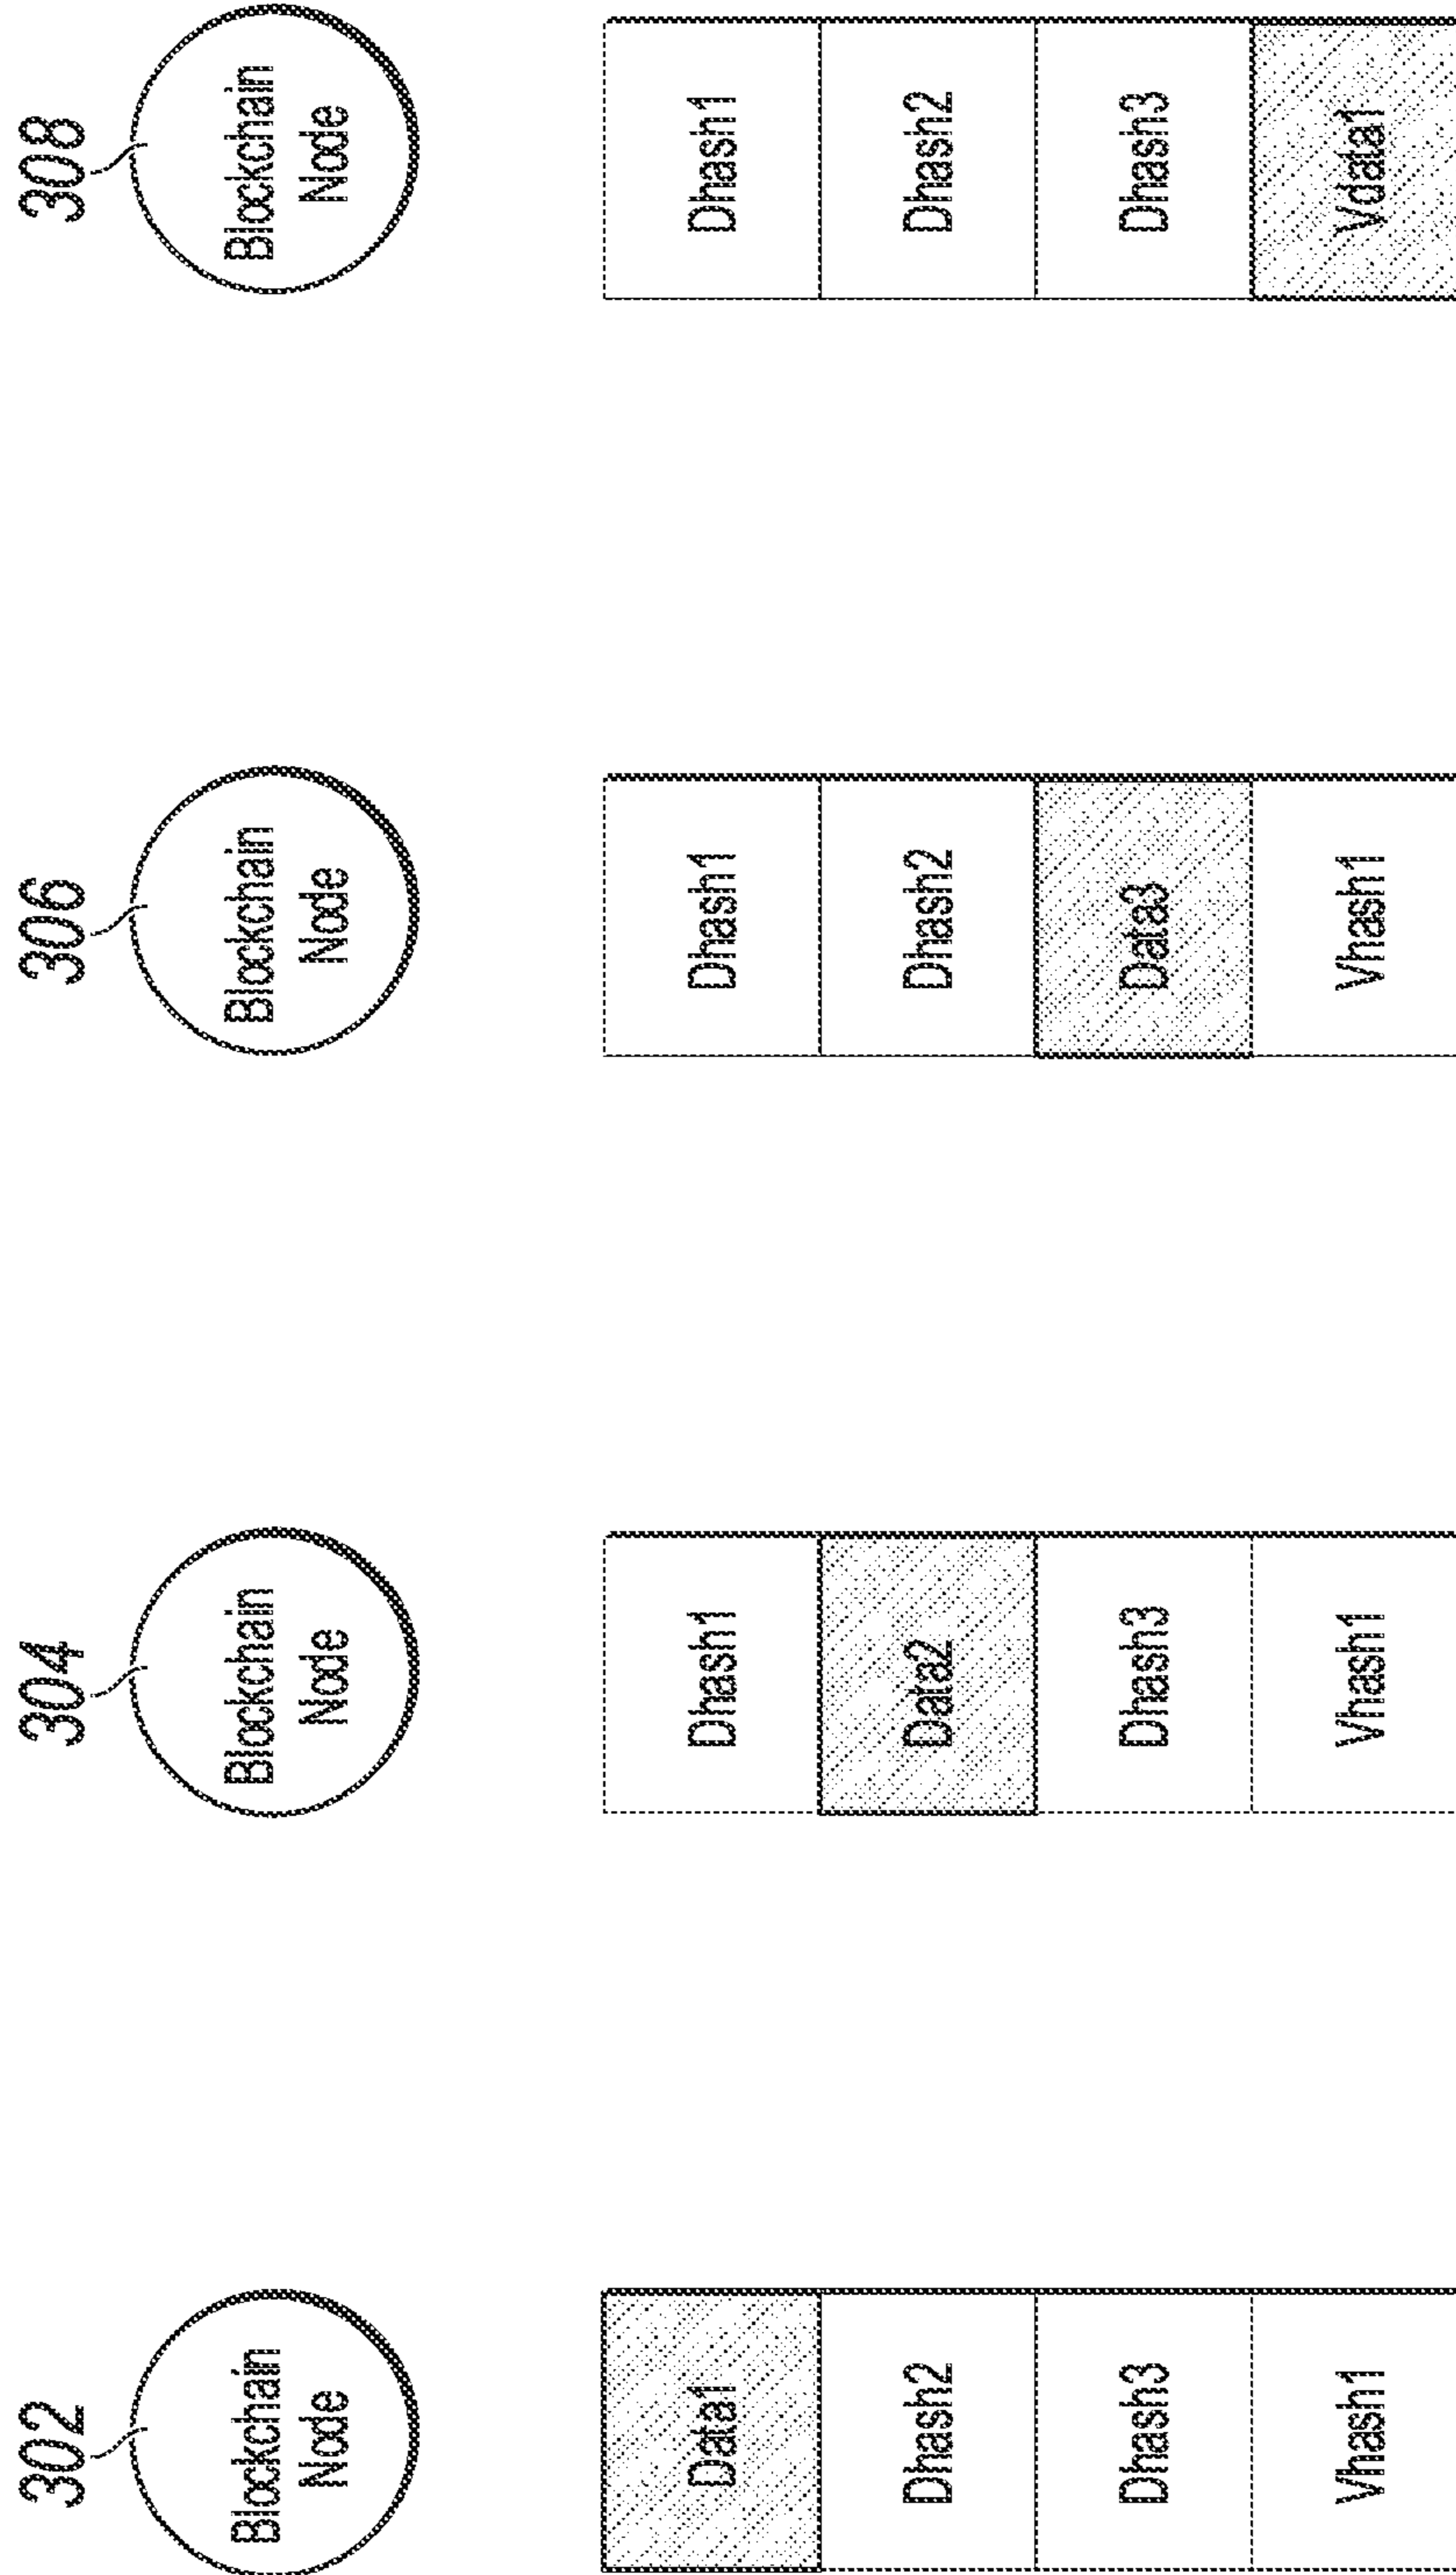 302
Blockchain
Node
Data1
Dhash2
Dhash3
Vhash1
304
Blockchain
Node
Dhash1
Data2
Dhash3
Vhash1
306
Blockchain
Node
Dhash1
Dhash2
Data3
Vhash1
308
Blockchain
Node
Dhash1
Dhash2
Dhash3
Vdata1